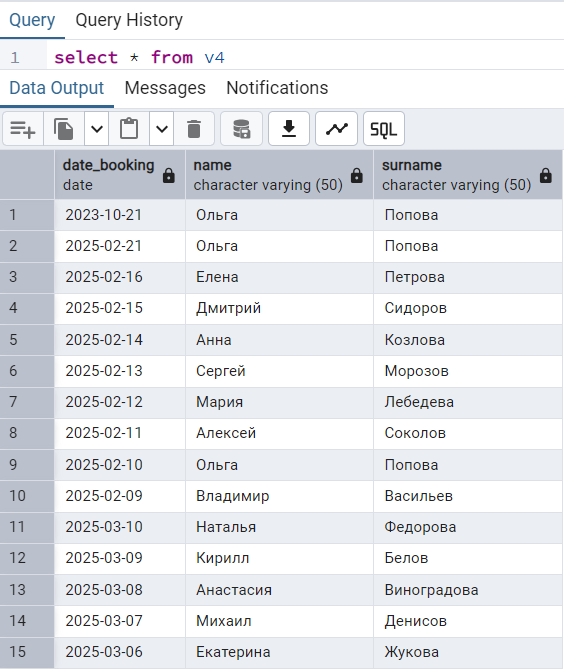 Query Query History
1 select * from v4
Data Output Messages Notifications
SQL
date_booking name surname
date character varying (50) character varying (50)
1 2023-10-21 Ольга Попова
2 2025-02-21 Ольга Попова
3 2025-02-16 Елена Петрова
4 2025-02-15 Дмитрий Сидоров
5 2025-02-14 Анна Козлова
6 2025-02-13 Сергей Морозов
7 2025-02-12 Мария Лебедева
8 2025-02-11 Алексей Соколов
9 2025-02-10 Ольга Попова
10 2025-02-09 Владимир Васильев
11 2025-03-10 Наталья Федорова
12 2025-03-09 Кирилл Белов
13 2025-03-08 Анастасия Виноградова
14 2025-03-07 Михаил Денисов
15 2025-03-06 Екатерина Жукова